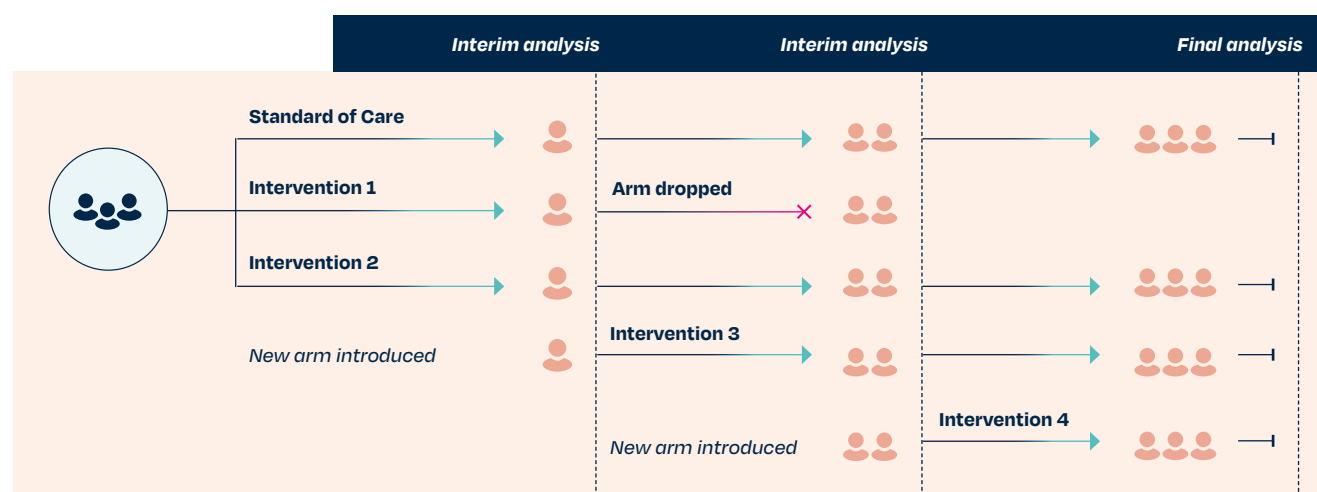 Interim analysis
Interim analysis
Final analysis
Standard of Care
Intervention 1
Arm dropped
Intervention 2
Intervention 3
New arm introduced
Intervention 4
New arm introduced